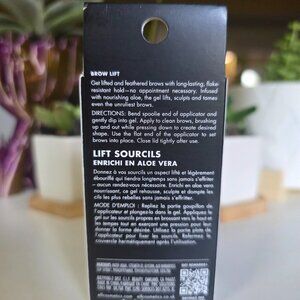 BROW LIFT
Get lifted and feathered brows with long-lasting, flake-
resistant hold—no appointment necessary. Infused
with nourishing aloe, the gel lifts, sculpts and tames
even the unruliest brows.
DIRECTIONS: Bend spoolie end of applicator and
gently dip into gel. Apply to clean brows, brushing
up and out while pressing down to create desired
shape. Use the flat end of the applicator to set
brows into place. Close lid tightly after use.
LIFT SOURCILS
ENRICHI EN ALOE VERA
Donnez à vos sourcils un aspect lifté et légèrement
ébouriffé qui tiendra longtemps sans jamais s'effriter
– aucun rendez-vous nécessaire. Enrichi en aloe vera
nourrissant, ce gel rehausse, sculpte et dompte les
cils les plus rebelles sans jamais s'effriter.
MODE D'EMPLOI : Repliez la partie goupillon de
l'applicateur et plongez-la dans le gel. Appliquez le
gel sur les sourcils propres en brossant vers le haut et
en tapotant tout en exerçant une pression pour
donner la forme désirée. Utilisez la partie plate de
l'applicateur pour fixer les sourcils. Refermez le
couvercle hermétiquement après l'utilisation.